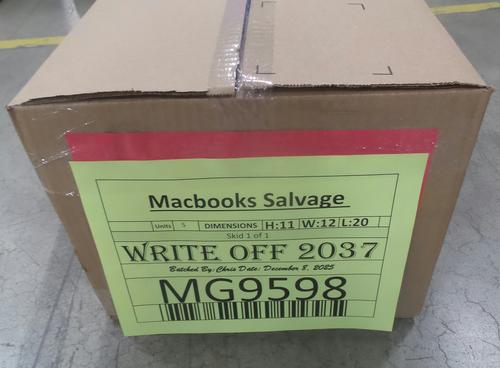 Macbooks Salvage
Units 5 DIMENSIONS H:11 W:12 L:20
Skid 1 of 1
WRITE OFF 2037
Batched By: Chris Date: December 8, 2025
MG9598